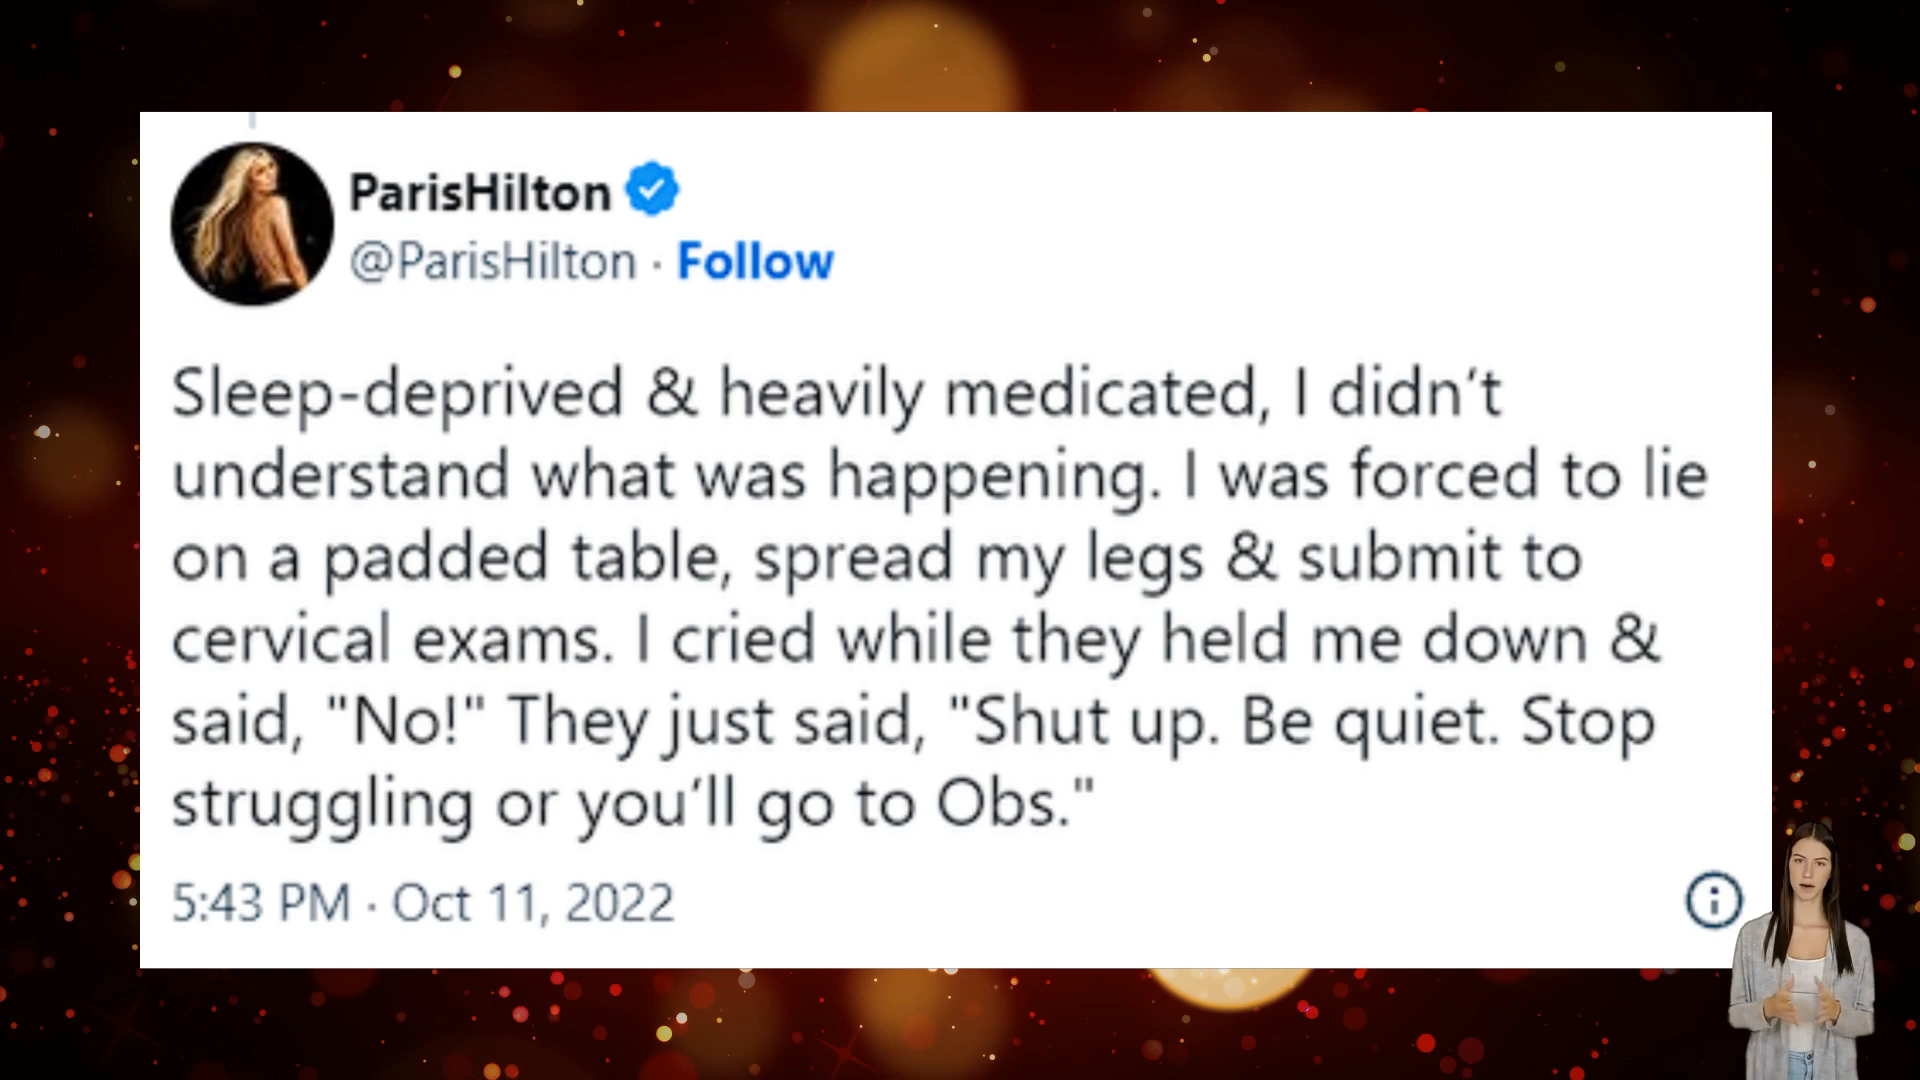 ParisHilton
@ParisHilton · Follow
Sleep-deprived & heavily medicated, I didn’t
understand what was happening. I was forced to lie
on a padded table, spread my legs & submit to
cervical exams. I cried while they held me down &
said, "No!" They just said, "Shut up. Be quiet. Stop
struggling or you’ll go to Obs."
5:43 PM · Oct 11, 2022